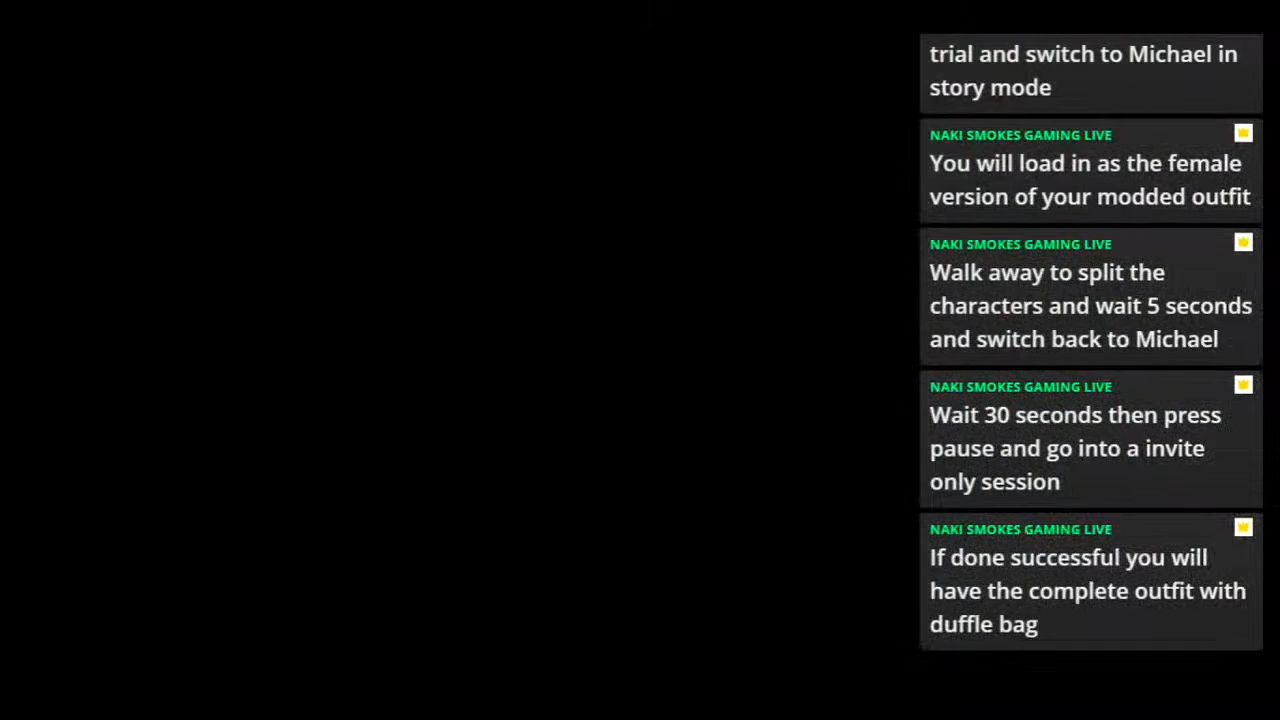 trial and switch to Michael in
story mode
NAKI SMOKES GAMING LIVE
You will load in as the female
version of your modded outfit
NAKI SMOKES GAMING LIVE
Walk away to split the
characters and wait 5 seconds
and switch back to Michael
NAKI SMOKES GAMING LIVE
Wait 30 seconds then press
pause and go into a invite
only session
NAKI SMOKES GAMING LIVE
If done successful you will
have the complete outfit with
duffle bag